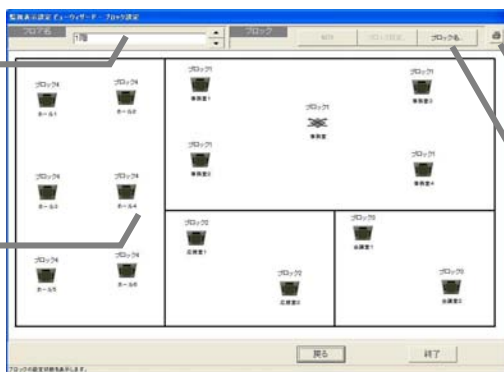 監視表示設定 ビューウィザード - ブロック設定
フロア名 1階 ブロック ブロック設定... ブロック名...
ブロック4 ブロック4 ブロック1 ブロック1
ホール1 ホール2 事務室1 事務室3
ブロック1
事務室
ブロック1 ブロック1
事務室2 事務室4
ブロック4 ブロック4
ホール3 ホール4
ブロック2 ブロック3
応接室1 会議室1
ブロック4 ブロック4 ブロック2 ブロック3
ホール5 ホール6 応接室2 会議室2
戻る 終了
ブロックの設定状態を表示します。